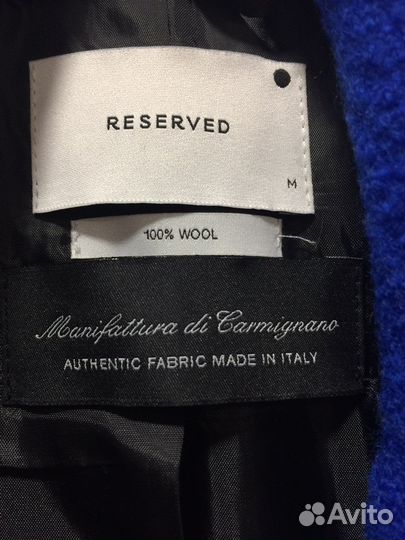 RESERVED
M
100% WOOL
Manifattura di Carmignano
AUTHENTIC FABRIC MADE IN ITALY
Avito